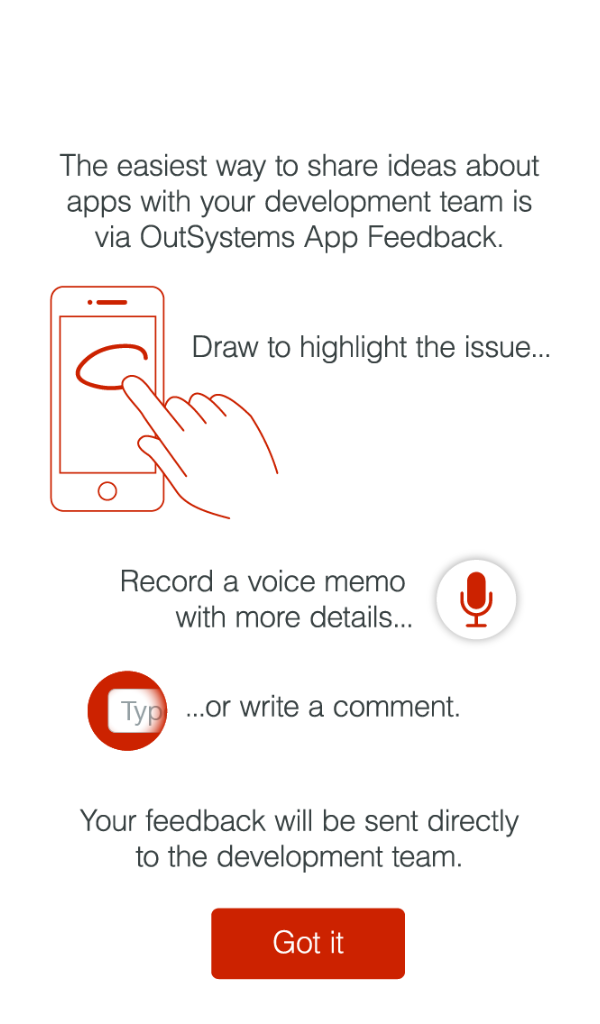 The easiest way to share ideas about
apps with your development team is
via OutSystems App Feedback.
Draw to highlight the issue...
Record a voice memo
with more details...
Typ
...or write a comment.
Your feedback will be sent directly
to the development team.
Got it